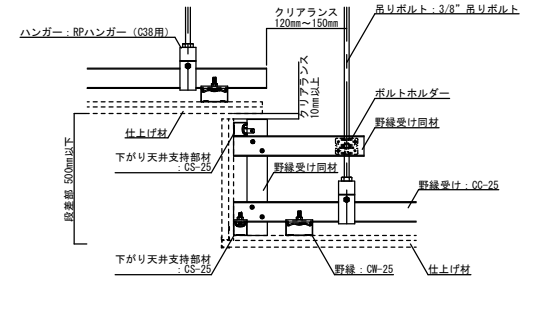 クリアランス
120mm～150mm
吊りボルト：3/8" 吊りボルト
ハンガー：RPハンガー（C38用）
クリアランス
10mm以上
ボルトホルダー
野縁受け同材
仕上げ材
下がり天井支持部材
：CS-25
野縁受け同材
段差部 500mm以下
野縁受け：CC-25
下がり天井支持部材
：CS-25
野縁：CW-25
仕上げ材